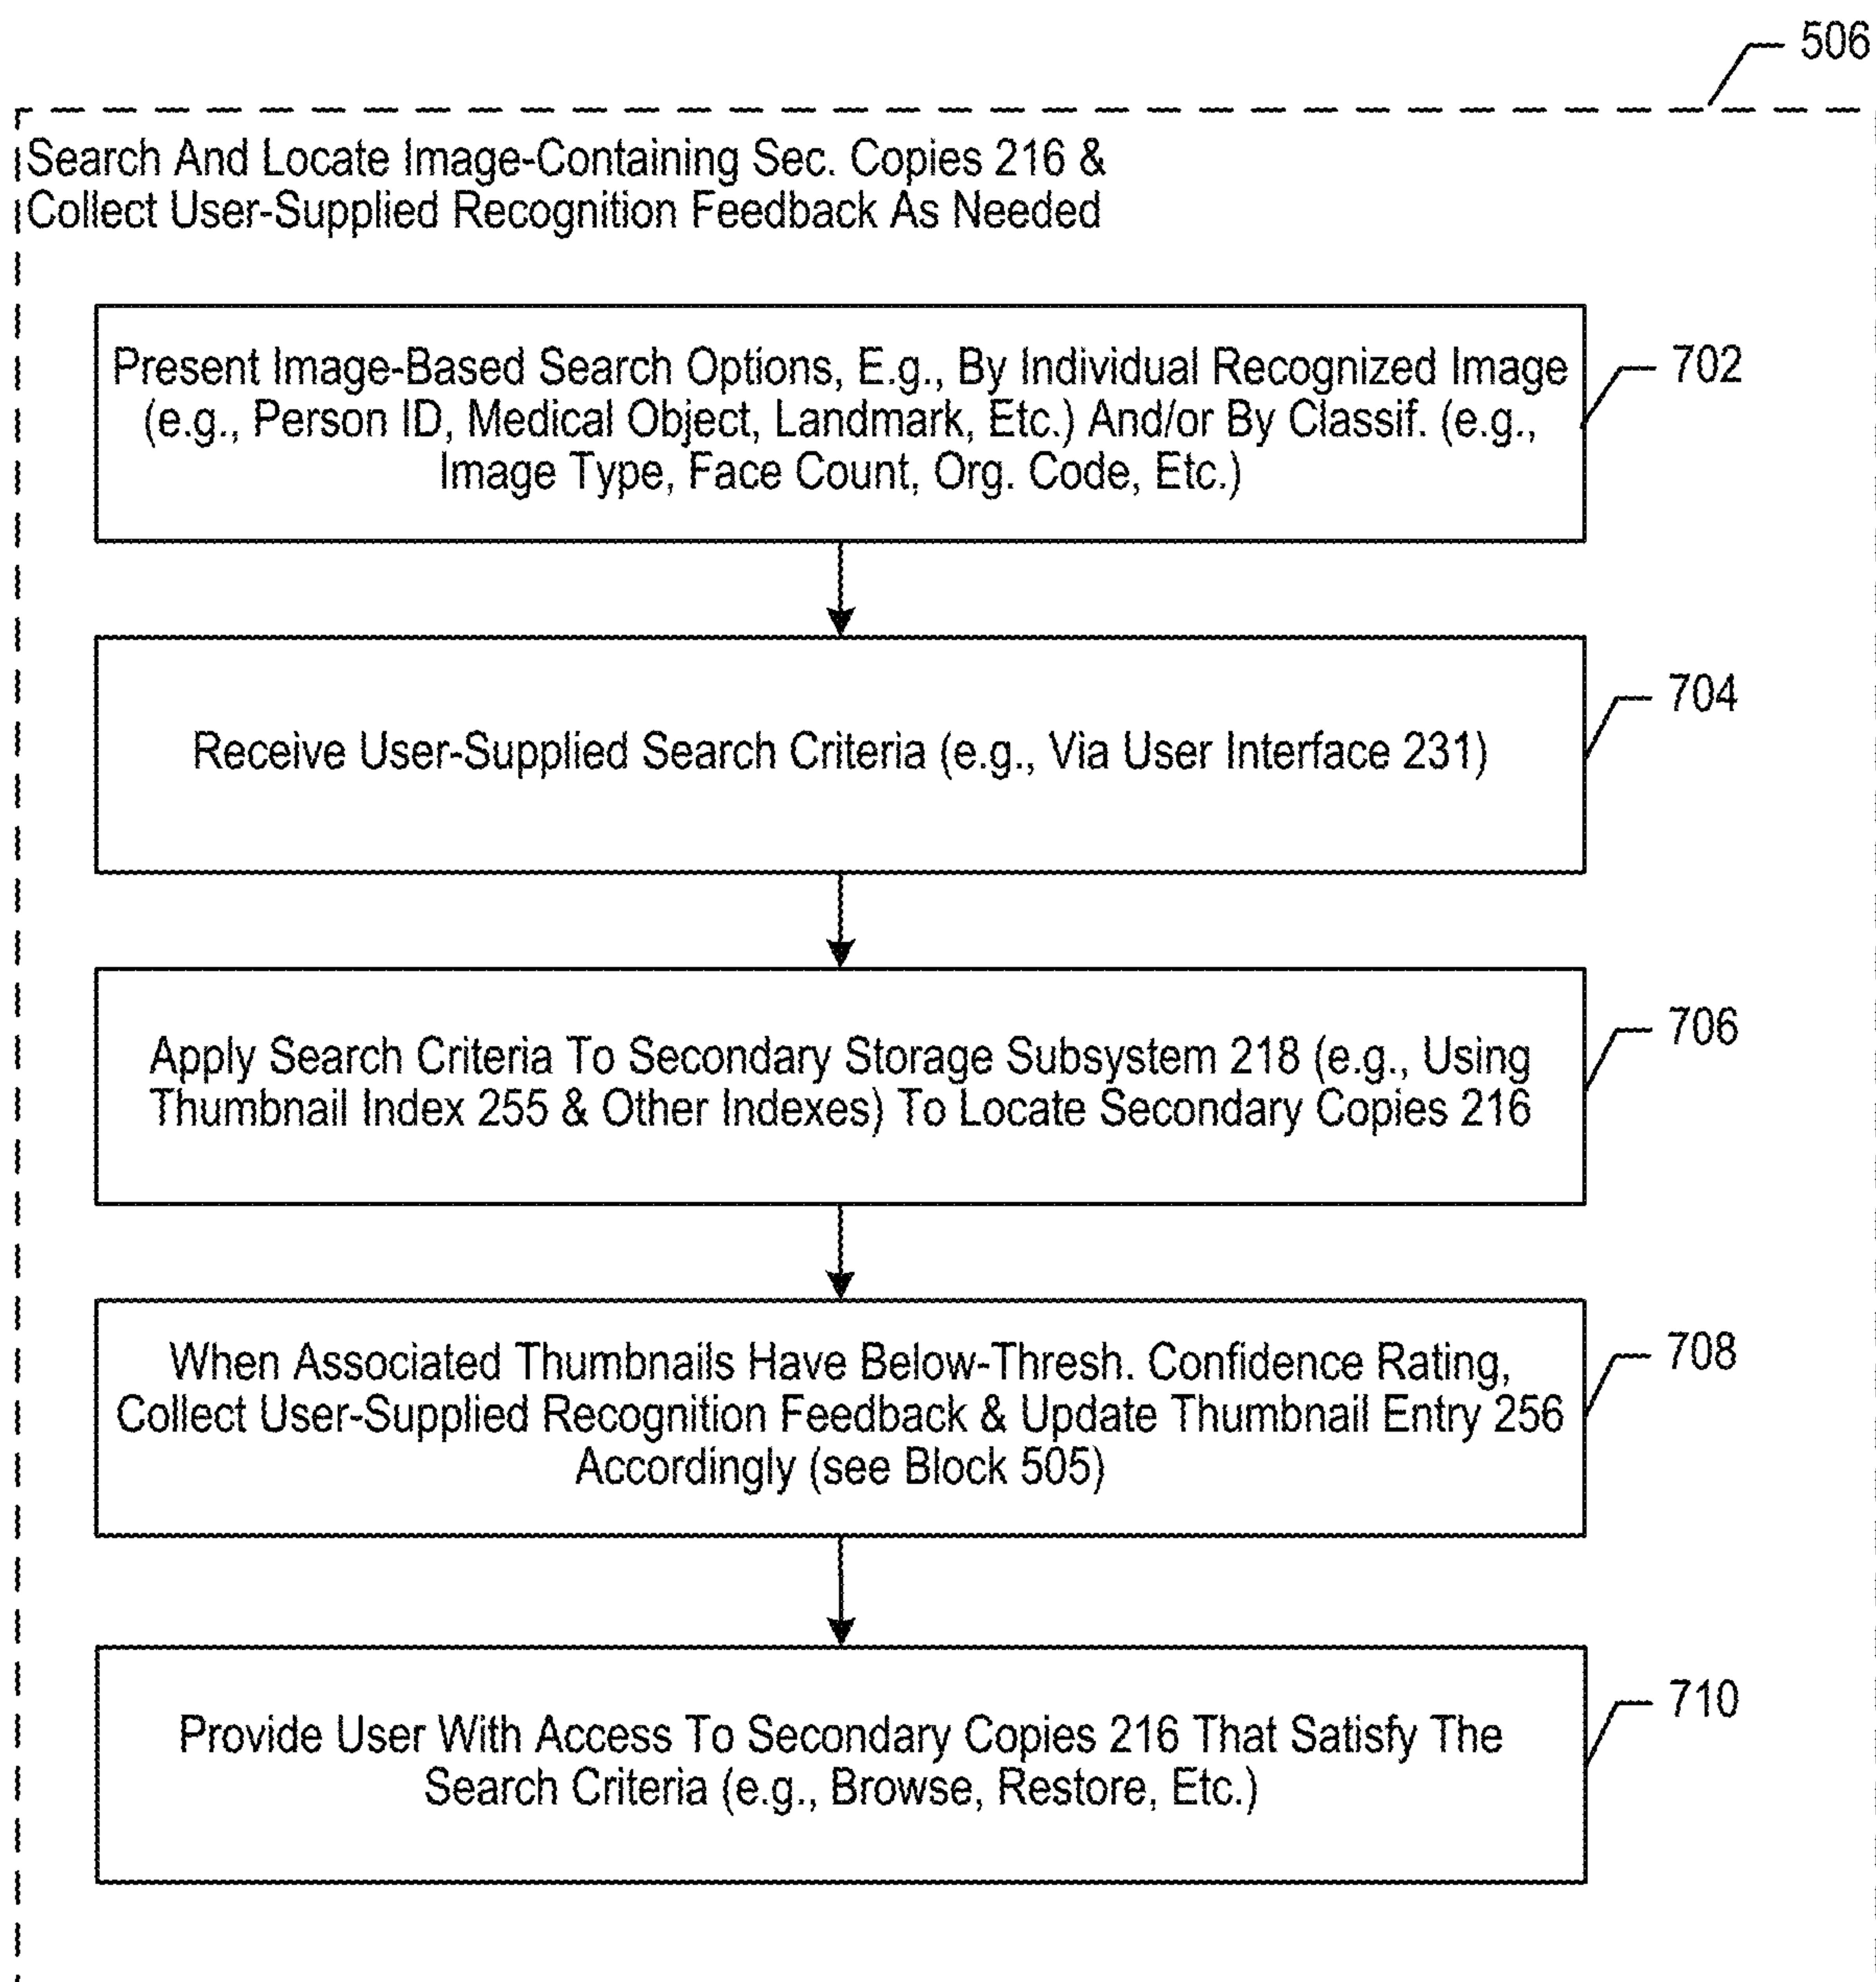 506
Search And Locate Image-Containing Sec. Copies 216 &
Collect User-Supplied Recognition Feedback As Needed
Present Image-Based Search Options, E.g., By Individual Recognized Image
(e.g., Person ID, Medical Object, Landmark, Etc.) And/or By Classif. (e.g.,
Image Type, Face Count, Org. Code, Etc.)
702
Receive User-Supplied Search Criteria (e.g., Via User Interface 231)
704
Apply Search Criteria To Secondary Storage Subsystem 218 (e.g., Using
Thumbnail Index 255 & Other Indexes) To Locate Secondary Copies 216
706
When Associated Thumbnails Have Below-Thresh. Confidence Rating,
Collect User-Supplied Recognition Feedback & Update Thumbnail Entry 256
Accordingly (see Block 505)
708
Provide User With Access To Secondary Copies 216 That Satisfy The
Search Criteria (e.g., Browse, Restore, Etc.)
710